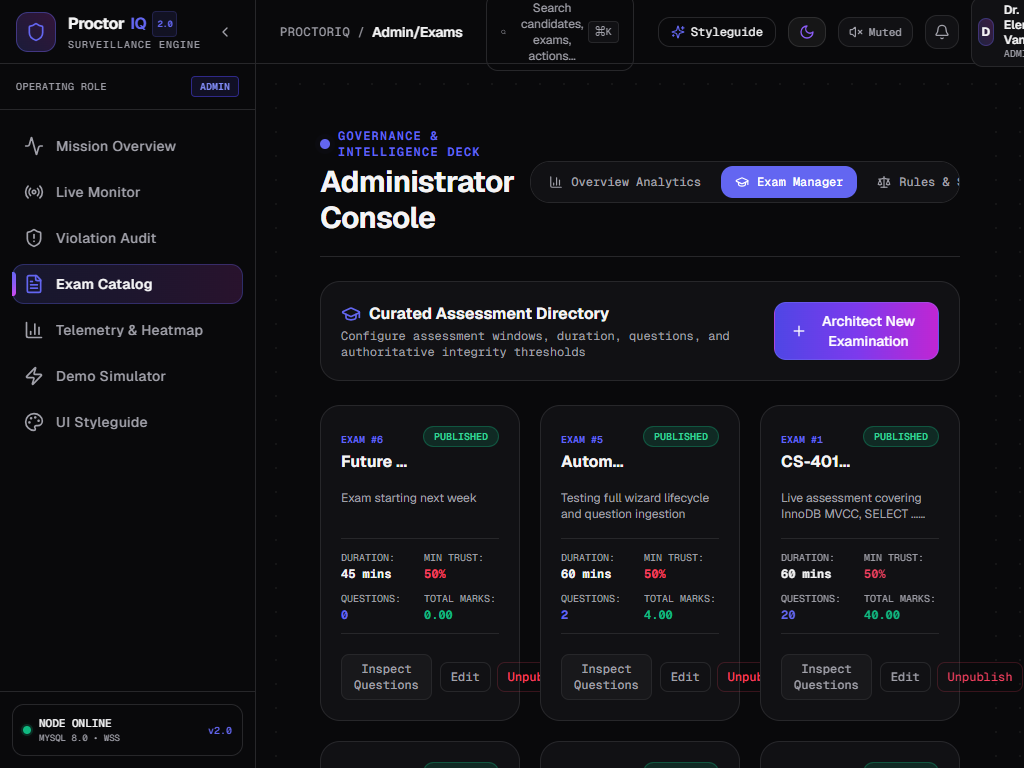 Proctor IQ 2.0
SURVEILLANCE ENGINE
OPERATING ROLE
ADMIN
Mission Overview
Live Monitor
Violation Audit
Exam Catalog
Telemetry & Heatmap
Demo Simulator
UI Styleguide
NODE ONLINE
MYSQL 8.0 • WSS
v2.0
PROCTORIQ / Admin/Exams
Search
candidates,
exams,
actions…
⌘K
Styleguide
Muted
D
Dr.
ADMI
GOVERNANCE &
INTELLIGENCE DECK
Administrator
Console
Overview Analytics
Exam Manager
Rules &
Curated Assessment Directory
Configure assessment windows, duration, questions, and
authoritative integrity thresholds
Architect New
Examination
EXAM #6
PUBLISHED
Future …
Exam starting next week
DURATION:
MIN TRUST:
45 mins
50%
QUESTIONS:
TOTAL MARKS:
0
0.00
Inspect
Questions
Edit
Unpub
EXAM #5
PUBLISHED
Autom…
Testing full wizard lifecycle
and question ingestion
DURATION:
MIN TRUST:
60 mins
50%
QUESTIONS:
TOTAL MARKS:
2
4.00
Inspect
Questions
Edit
Unpub
EXAM #1
PUBLISHED
CS-401…
Live assessment covering
InnoDB MVCC, SELECT ……
DURATION:
MIN TRUST:
60 mins
50%
QUESTIONS:
TOTAL MARKS:
20
40.00
Inspect
Questions
Edit
Unpublish